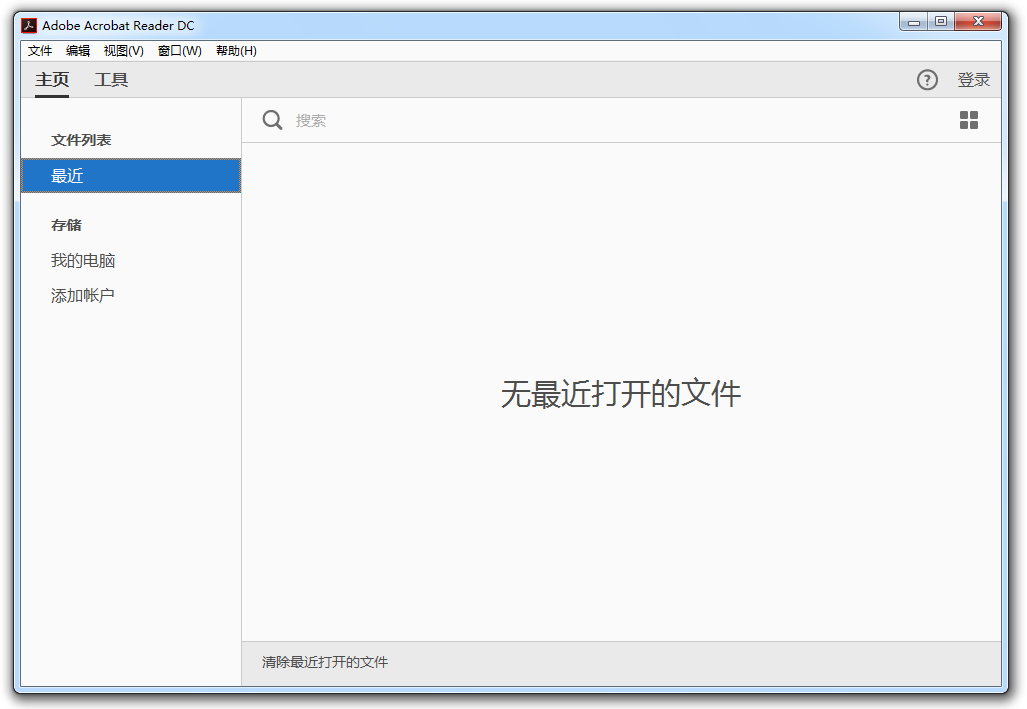 Adobe Acrobat Reader DC
文件 编辑 视图(V) 窗口(W) 帮助(H)
主页 工具 ? 登录
文件列表
最近
存储
我的电脑
添加帐户
搜索
无最近打开的文件
清除最近打开的文件